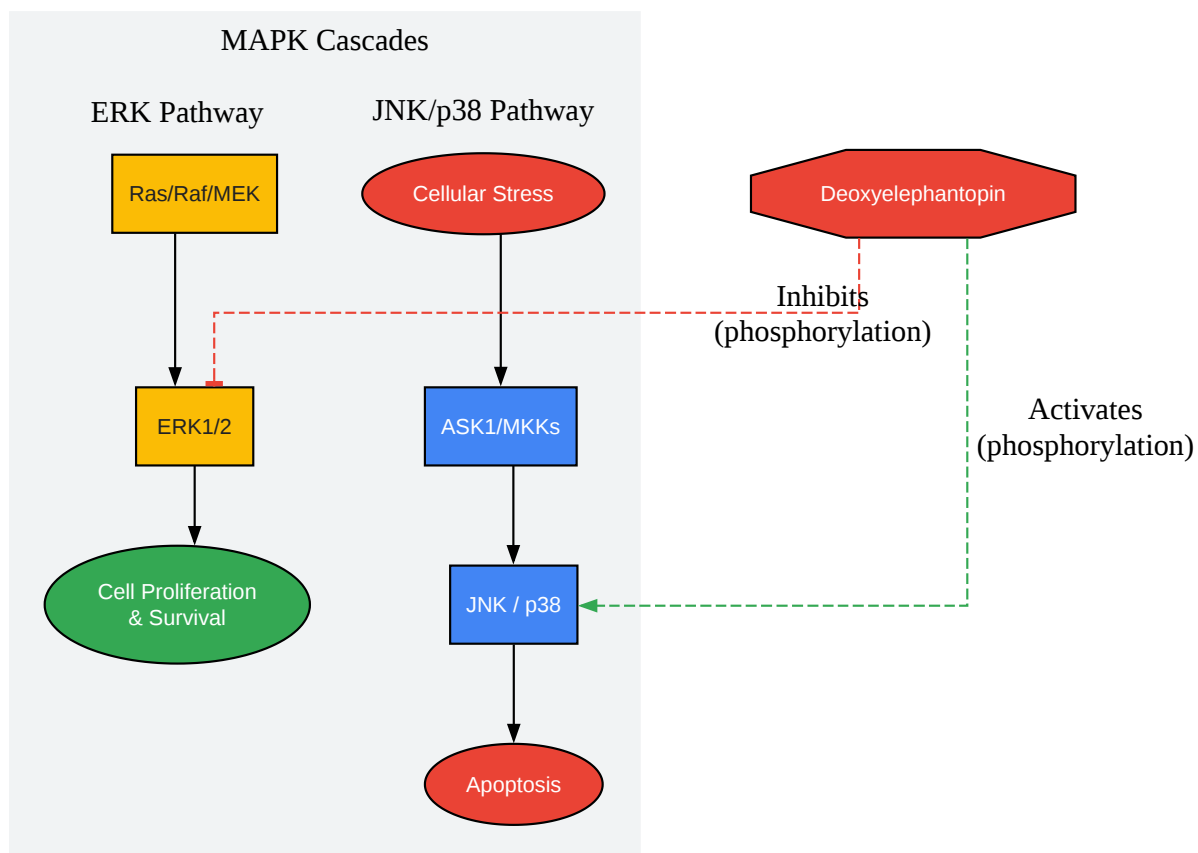 MAPK Cascades
ERK Pathway
JNK/p38 Pathway
Ras/Raf/MEK
Cellular Stress
Deoxyelephantopin
Inhibits
(phosphorylation)
Activates
(phosphorylation)
ERK1/2
ASK1/MKKs
Cell Proliferation
& Survival
JNK / p38
Apoptosis